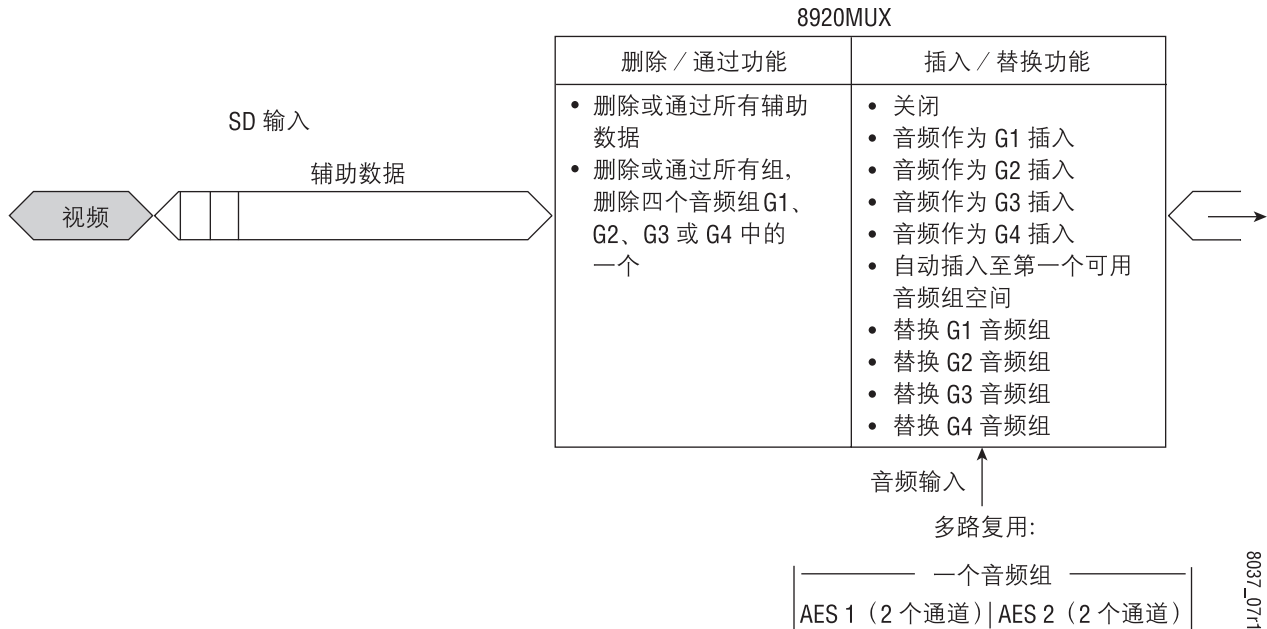 8920MUX
删除／通过功能
插入／替换功能
SD 输入
辅助数据
视频
• 删除或通过所有辅助
数据
• 删除或通过所有组，
删除四个音频组G1、
G2、G3 或 G4 中的
一个
• 关闭
• 音频作为 G1 插入
• 音频作为 G2 插入
• 音频作为 G3 插入
• 音频作为 G4 插入
• 自动插入至第一个可用
音频组空间
• 替换 G1 音频组
• 替换 G2 音频组
• 替换 G3 音频组
• 替换 G4 音频组
音频输入
多路复用:
一个音频组
AES 1（2 个通道）
AES 2（2 个通道）
8037_07r1